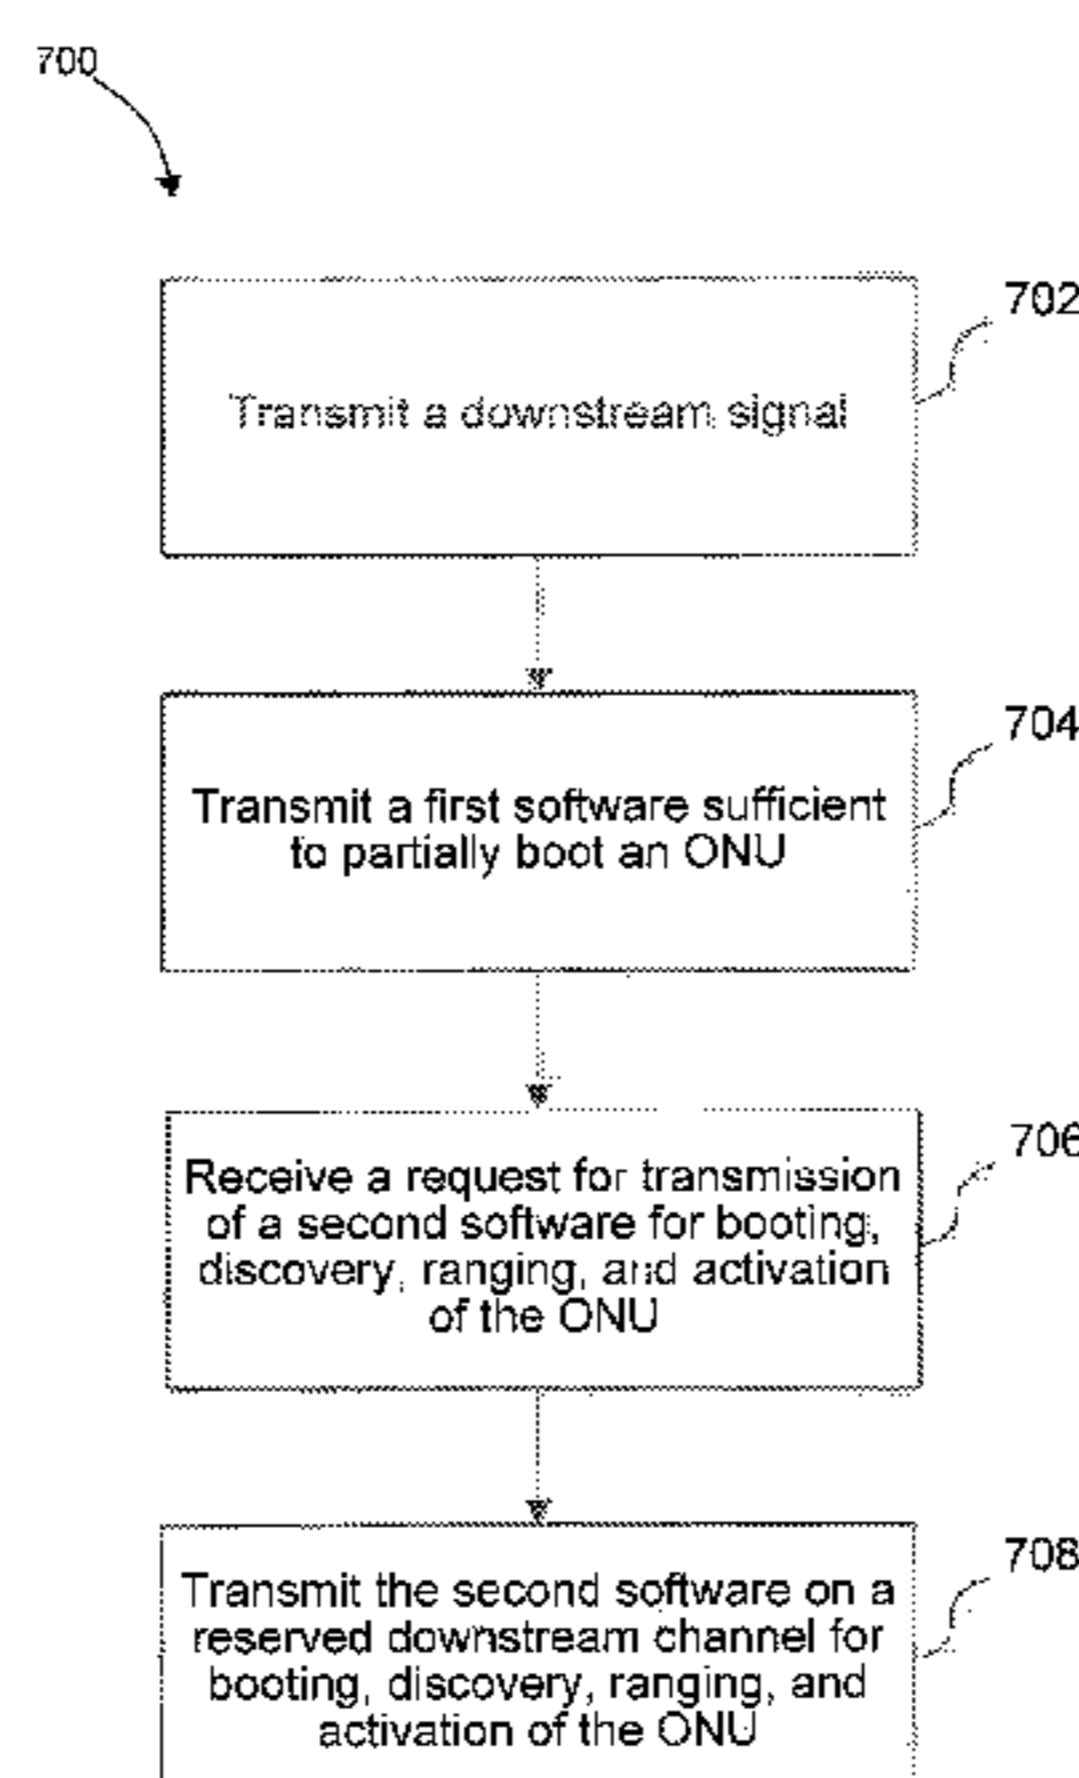 700
702
Transmit a downstream signal
704
Transmit a first software sufficient
to partially boot an ONU
706
Receive a request for transmission
of a second software for booting,
discovery, ranging, and activation
of the ONU
708
Transmit the second software on a
reserved downstream channel for
booting, discovery, ranging, and
activation of the ONU